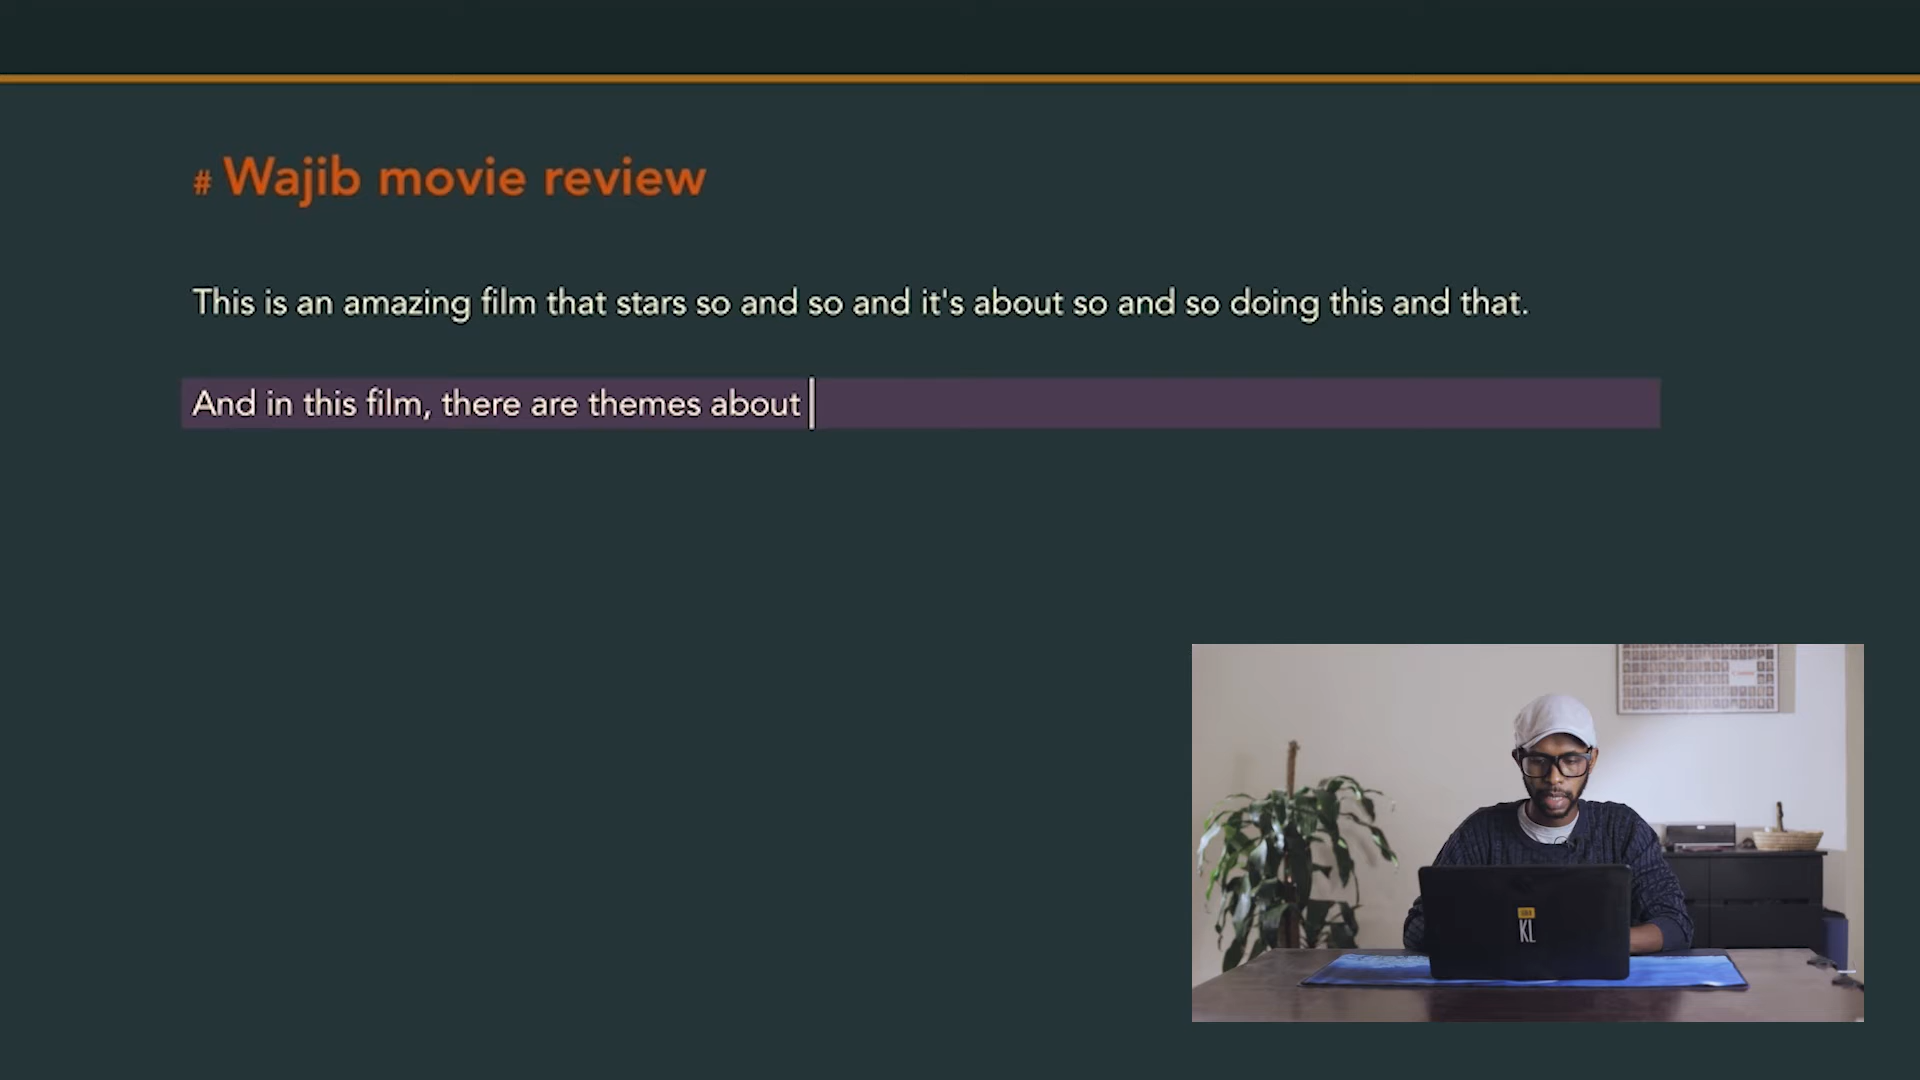 # Wajib movie review
This is an amazing film that stars so and so and it's about so and so doing this and that.
And in this film, there are themes about
KL